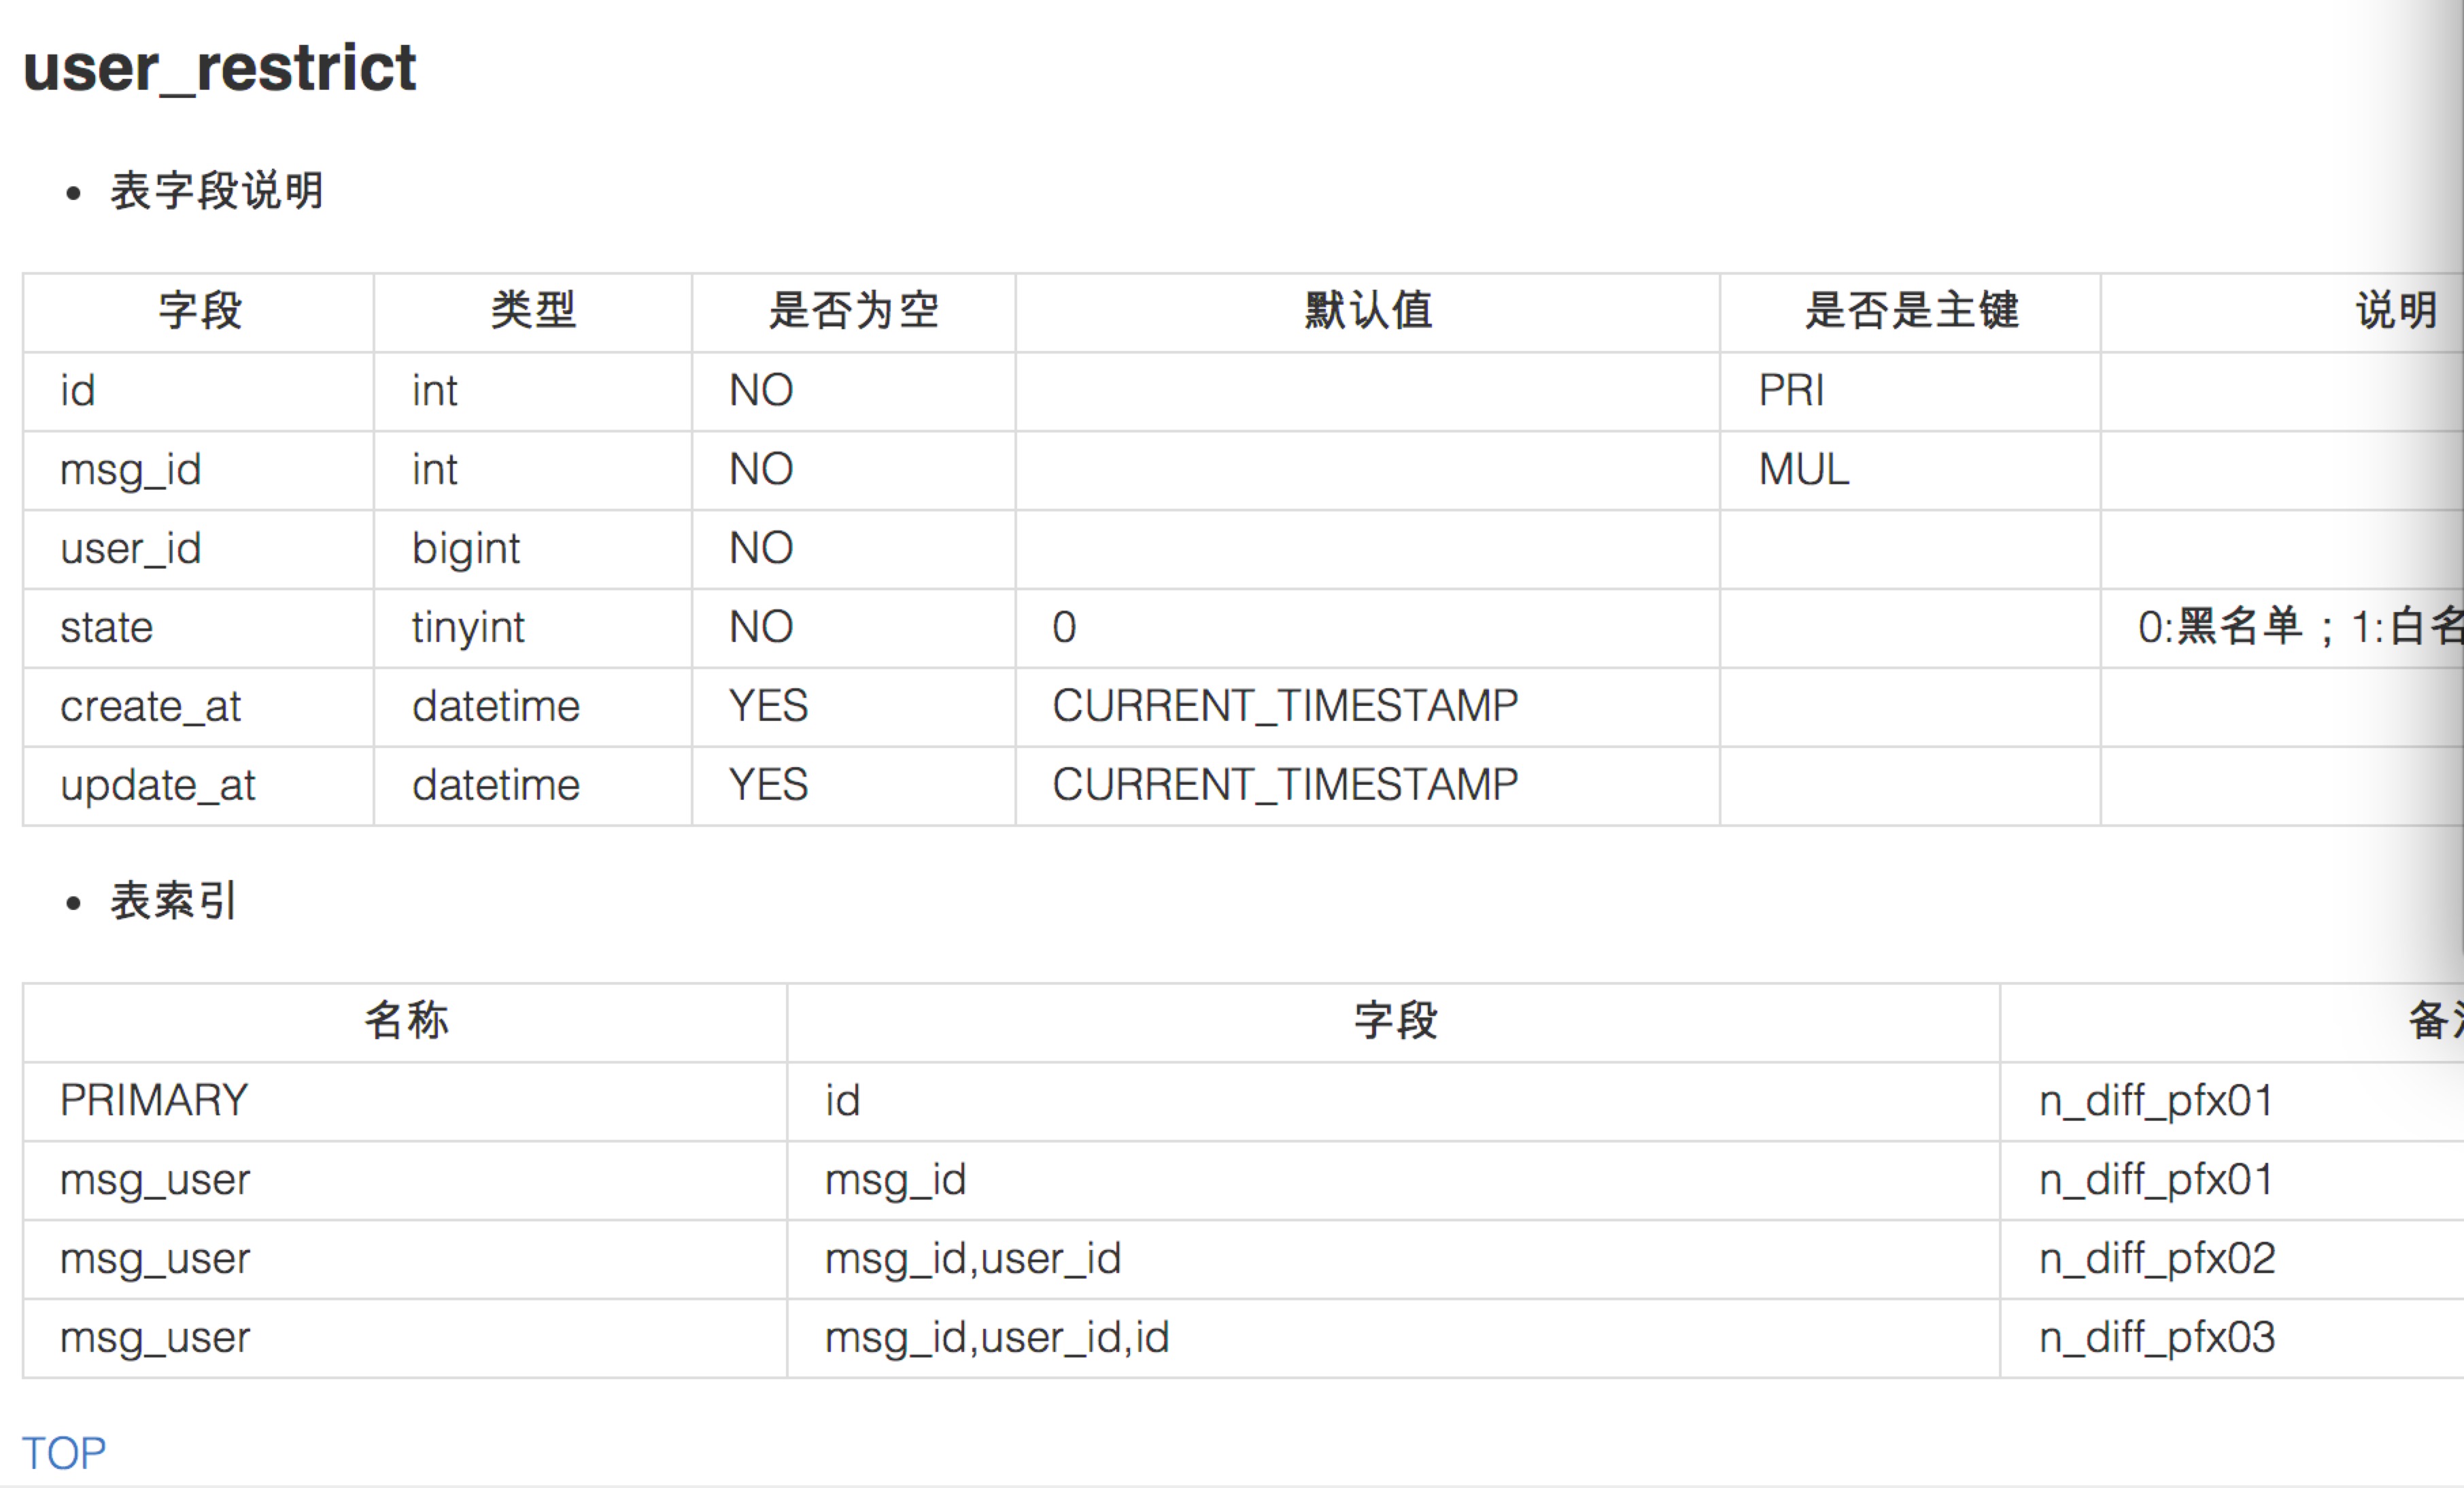 user_restrict
表字段说明
字段 类型 是否为空 默认值 是否是主键 说明
id int NO PRI
msg_id int NO MUL
user_id bigint NO
state tinyint NO 0 0:黑名单；1:白名
create_at datetime YES CURRENT_TIMESTAMP
update_at datetime YES CURRENT_TIMESTAMP
表索引
名称 字段 备
PRIMARY id n_diff_pfx01
msg_user msg_id n_diff_pfx01
msg_user msg_id,user_id n_diff_pfx02
msg_user msg_id,user_id,id n_diff_pfx03
TOP